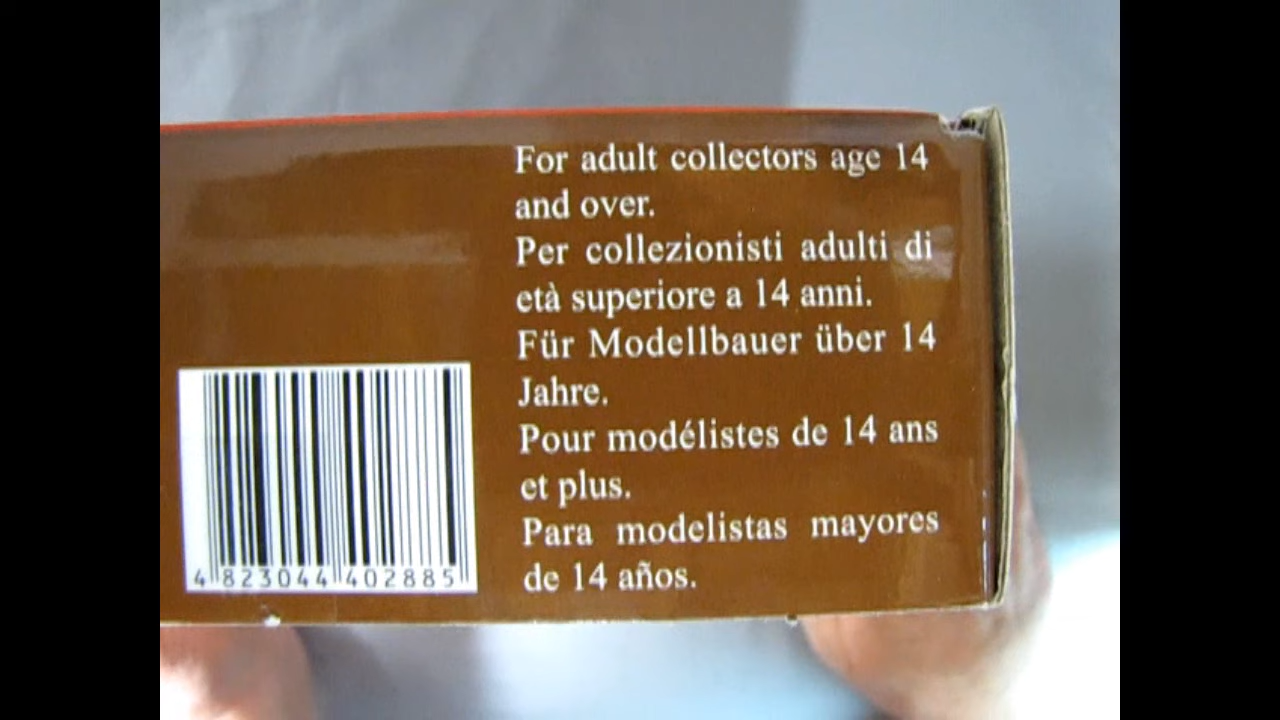 For adult collectors age 14
and over.
Per collezionisti adulti di
età superiore a 14 anni.
Für Modellbauer über 14
Jahre.
Pour modélistes de 14 ans
et plus.
Para modelistas mayores
de 14 años.
4 823044 402885